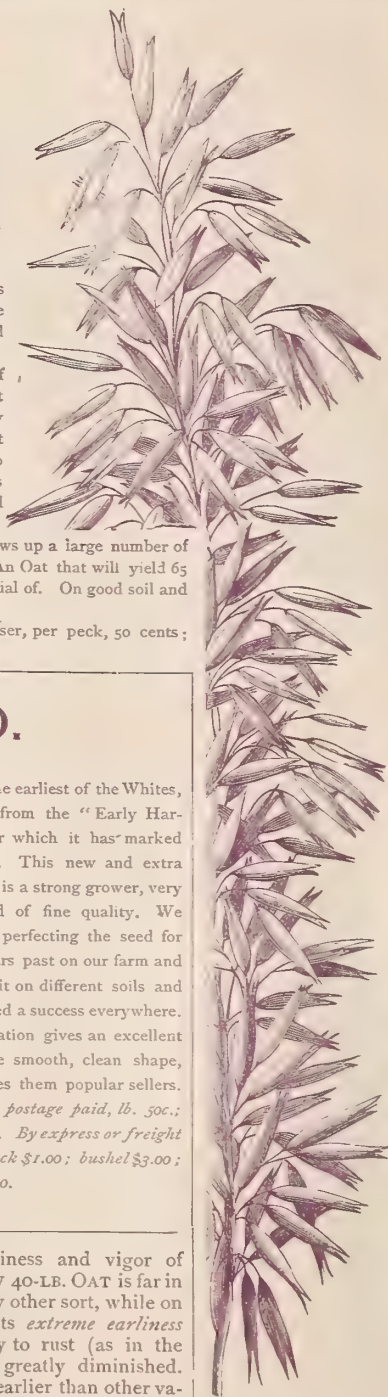 s
e
l
f
t
y
t
o
s
l
ws up a large number of
An Oat that will yield 65
ial of. On good soil and
ser, per peck, 50 cents;
D.
e earliest of the Whites,
from the "Early Har-
r which it has marked
. This new and extra
is a strong grower, very
d of fine quality. We
perfecting the seed for
rs past on our farm and
it on different soils and
ed a success everywhere.
ation gives an excellent
e smooth, clean shape,
es them popular sellers.
postage paid, lb. 50c.;
. By express or freight
ck $1.00; bushel $3.00;
o.
iness and vigor of
y 40-LB. OAT is far in
y other sort, while on
ts extreme earliness
y to rust (as in the
greatly diminished.
earlier than other va-